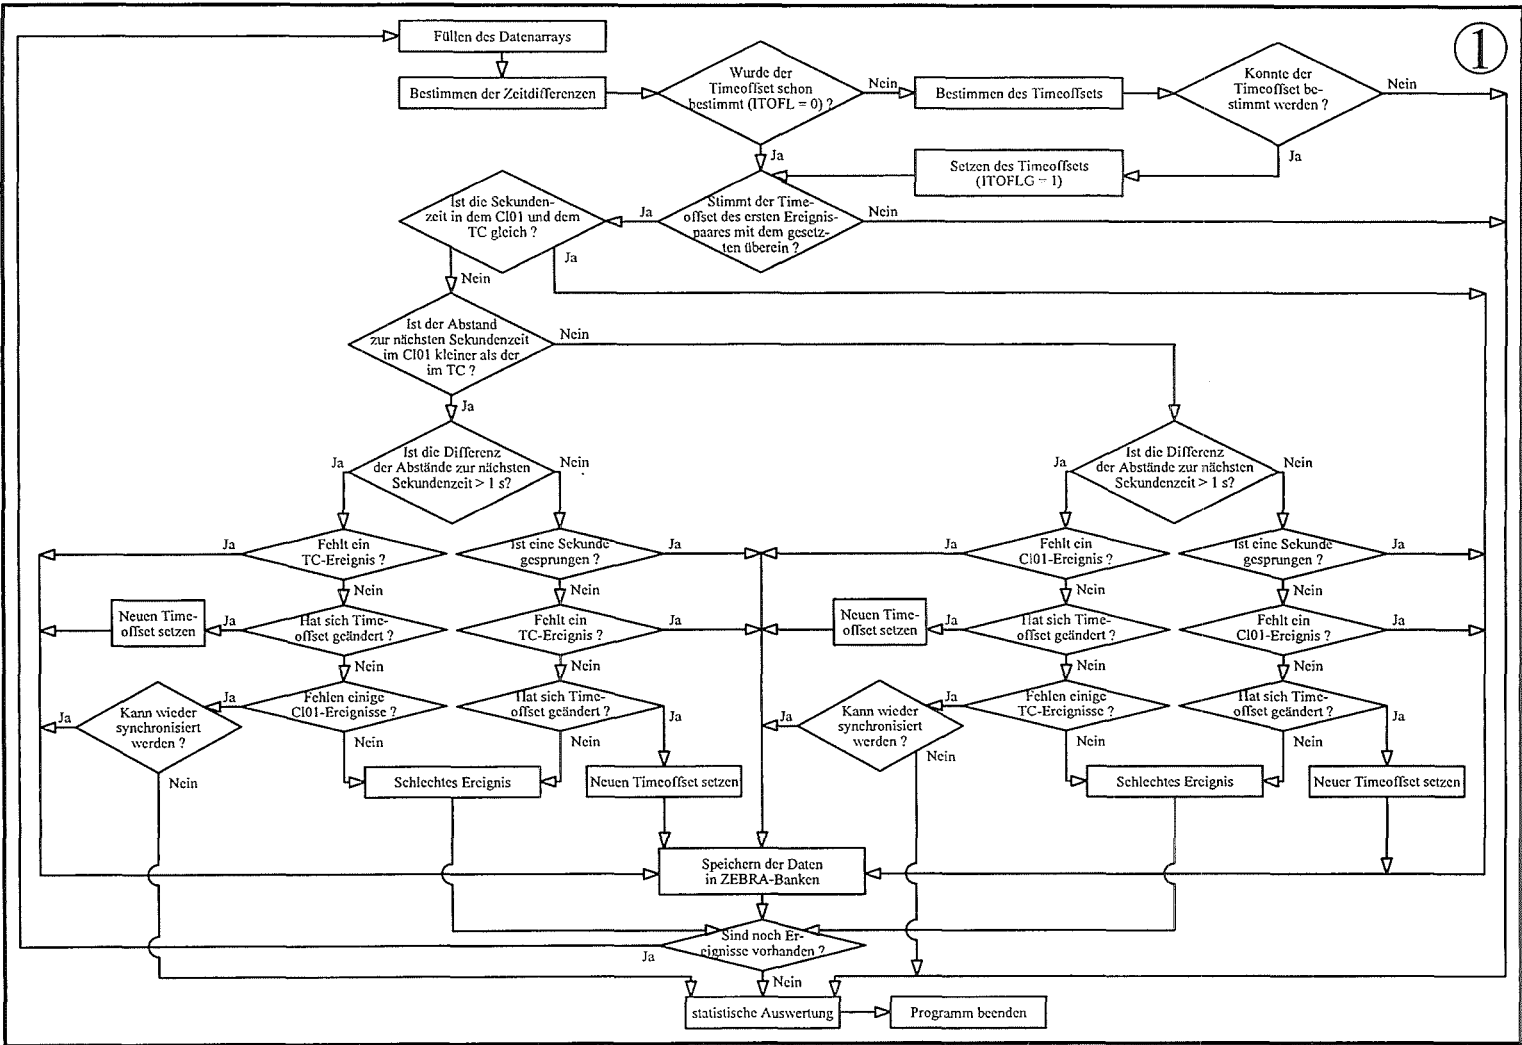 1
Füllen des Datenarrays
Bestimmen der Zeitdifferenzen
Wurde der
Timeoffset schon
bestimmt (ITOFL = 0) ?
Nein
Bestimmen des Timeoffsets
Konnte der
Timeoffset be-
stimmt werden ?
Nein
Ja
Ja
Setzen des Timeoffsets
(ITOFLG = 1)
Ist die Sekunden-
zeit in dem Cl01 und dem
TC gleich ?
Ja
Stimmt der Time-
offset des ersten Ereignis-
paares mit dem gesetz-
ten überein ?
Nein
Ja
Nein
Ist der Abstand
zur nächsten Sekundenzeit
im Cl01 kleiner als der
im TC ?
Nein
Ja
Ja
Ist die Differenz
der Abstände zur nächsten
Sekundenzeit > 1 s?
Nein
Ja
Ist die Differenz
der Abstände zur nächsten
Sekundenzeit > 1 s?
Nein
Ja
Fehlt ein
TC-Ereignis ?
Ist eine Sekunde
gesprungen ?
Ja
Ja
Fehlt ein
Cl01-Ereignis ?
Ist eine Sekunde
gesprungen ?
Ja
Nein
Nein
Nein
Nein
Neuen Time-
offset setzen
Ja
Hat sich Time-
offset geändert ?
Fehlt ein
TC-Ereignis ?
Ja
Neuen Time-
offset setzen
Ja
Hat sich Time-
offset geändert ?
Fehlt ein
Cl01-Ereignis ?
Ja
Nein
Nein
Nein
Nein
Ja
Kann wieder
synchronisiert
werden ?
Ja
Fehlen einige
Cl01-Ereignisse ?
Hat sich Time-
offset geändert ?
Ja
Ja
Kann wieder
synchronisiert
werden ?
Ja
Fehlen einige
TC-Ereignisse ?
Hat sich Time-
offset geändert ?
Ja
Nein
Nein
Nein
Nein
Nein
Nein
Schlechtes Ereignis
Neuen Timeoffset setzen
Schlechtes Ereignis
Neuer Timeoffset setzen
Speichern der Daten
in ZEBRA-Banken
Sind noch Er-
eignisse vorhanden ?
Ja
Nein
statistische Auswertung
Programm beenden